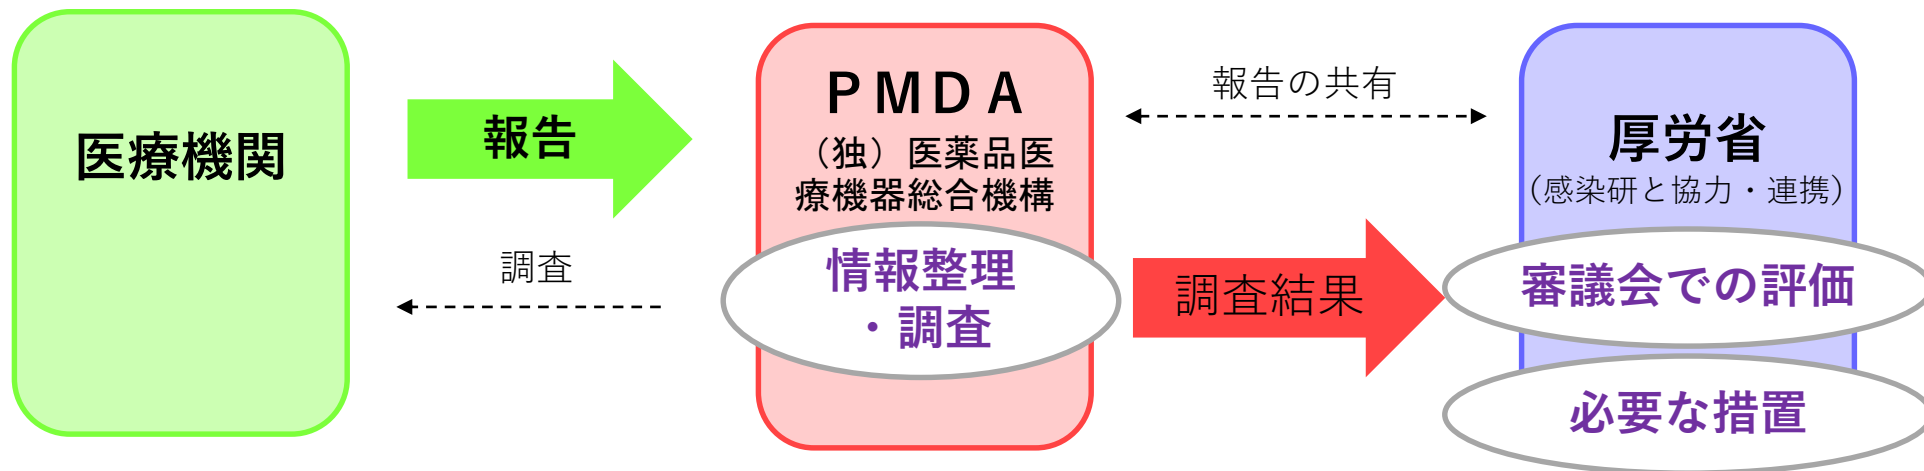 医療機関
報告
調査
ＰＭＤＡ
（独）医薬品医
療機器総合機構
情報整理
・調査
報告の共有
調査結果
厚労省
（感染研と協力・連携）
審議会での評価
必要な措置